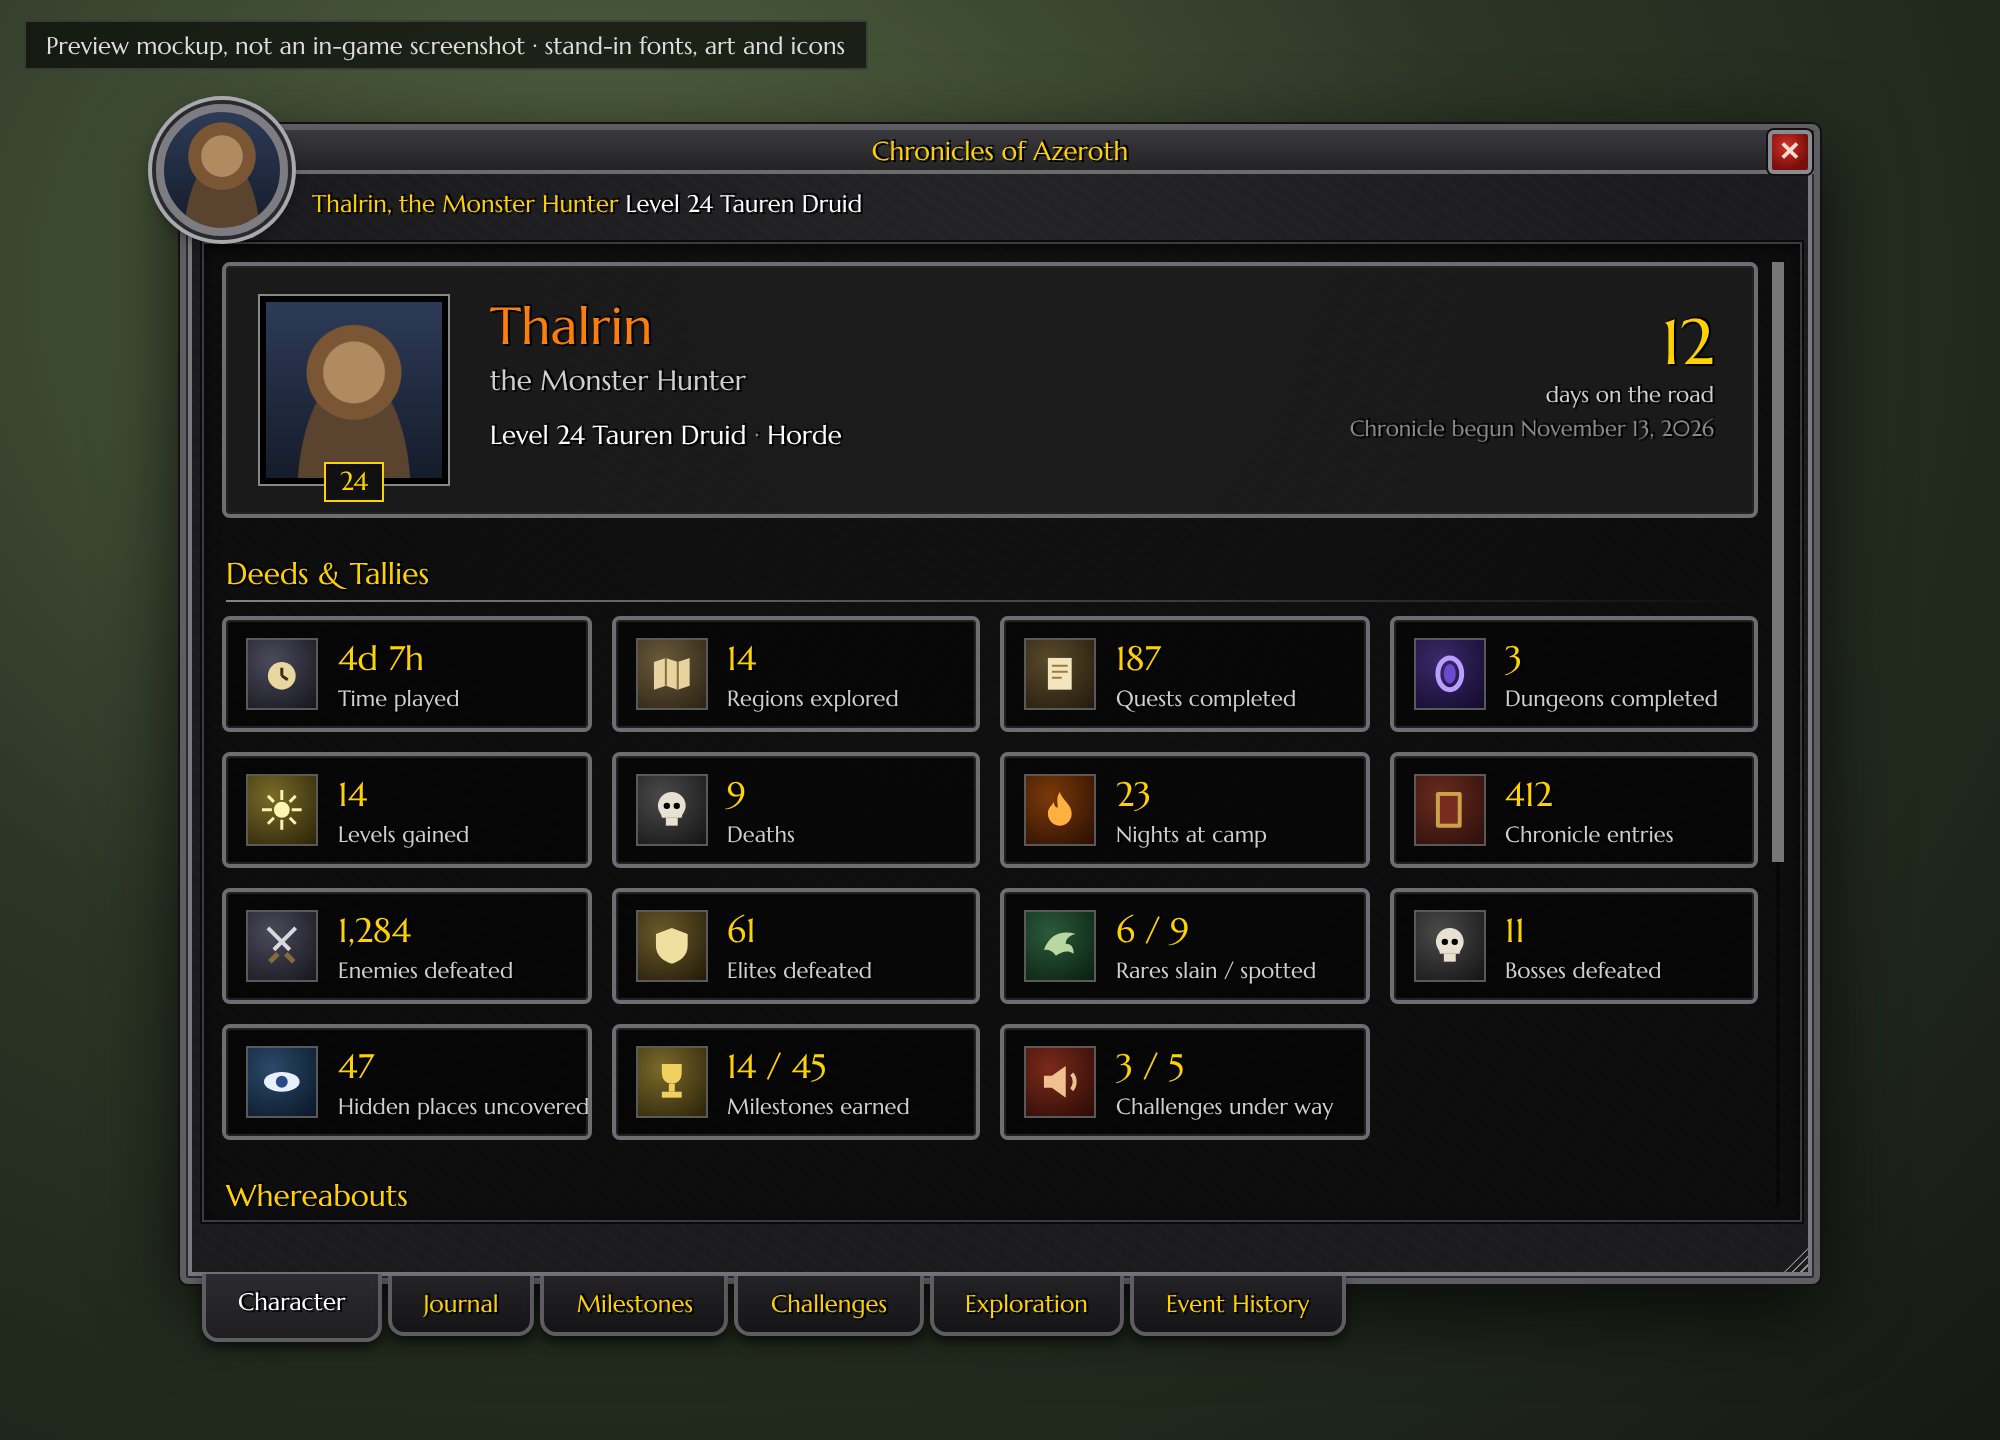 Preview mockup, not an in-game screenshot · stand-in fonts, art and icons
Chronicles of Azeroth
Thalrin, the Monster Hunter Level 24 Tauren Druid
Thalrin
the Monster Hunter
Level 24 Tauren Druid · Horde
24
12
days on the road
Chronicle begun November 13, 2026
Deeds & Tallies
4d 7h
Time played
14
Regions explored
187
Quests completed
3
Dungeons completed
14
Levels gained
9
Deaths
23
Nights at camp
412
Chronicle entries
1,284
Enemies defeated
61
Elites defeated
6 / 9
Rares slain / spotted
11
Bosses defeated
47
Hidden places uncovered
14 / 45
Milestones earned
3 / 5
Challenges under way
Whereabouts
Character
Journal
Milestones
Challenges
Exploration
Event History